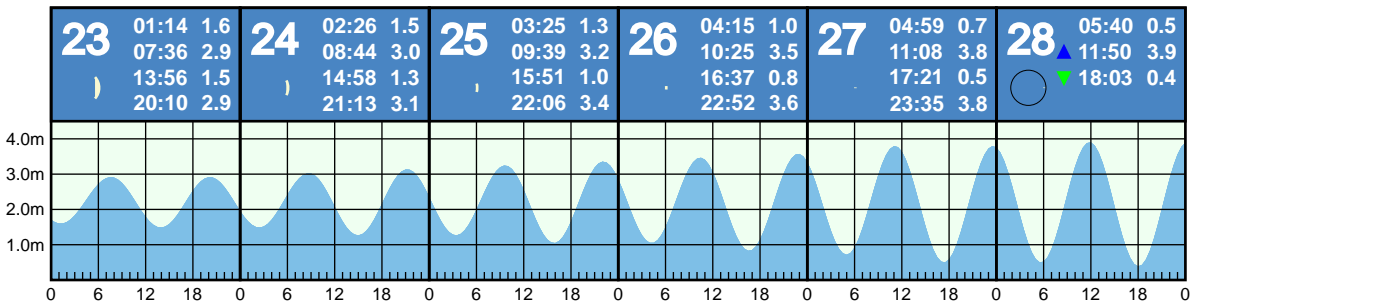 23 01:14 1.6 24 02:26 1.5 25 03:25 1.3 26 04:15 1.0 27 04:59 0.7 28 05:40 0.5
07:36 2.9 08:44 3.0 09:39 3.2 10:25 3.5 11:08 3.8 11:50 3.9
13:56 1.5 14:58 1.3 15:51 1.0 16:37 0.8 17:21 0.5 18:03 0.4
20:10 2.9 21:13 3.1 22:06 3.4 22:52 3.6 23:35 3.8
4.0m
3.0m
2.0m
1.0m
0 6 12 18 0 6 12 18 0 6 12 18 0 6 12 18 0 6 12 18 0 6 12 18 0